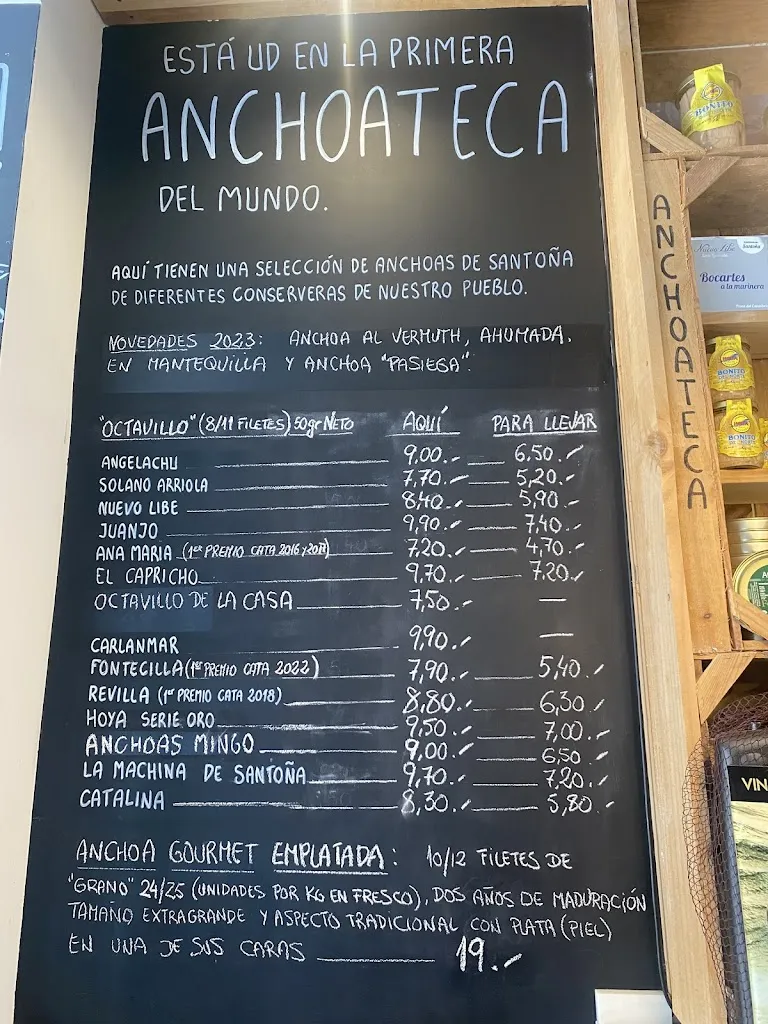 ESTÁ UD EN LA PRIMERA
ANCHOATECA
DEL MUNDO.
AQUÍ TIENEN UNA SELECCIÓN DE ANCHOAS DE SANTOÑA
DE DIFERENTES CONSERVERAS DE NUESTRO PUEBLO.
NOVEDADES 2023: ANCHOA AL VERMUTH, AHUMADA.
EN MANTEQUILLA Y ANCHOA "PASIEGA".
"OCTAVILLO" (8/11 FILETES) 50gr NETO AQUÍ PARA LLEVAR
ANGELACHU 9,00.- 6,50.-
SOLANO ARRIOLA 7,70.- 5,20.-
NUEVO LIBE 8,40.- 5,90.-
JUANJO 9,90.- 7,40.-
ANA MARIA (1er PREMIO CATA 2016 y 2017) 7,20.- 4,70.-
EL CAPRICHO 9,70.- 7,20.-
OCTAVILLO DE LA CASA 7,50.- —
CARLANMAR 9,90.- —
FONTECILLA (1er PREMIO CATA 2022) 7,90.- 5,40.-
REVILLA (1er PREMIO CATA 2018) 8,80.- 6,30.-
HOYA SERIE ORO 9,50.- 7,00.-
ANCHOAS MINGO 9,00.- 6,50.-
LA MACHINA DE SANTOÑA 9,70.- 7,20.-
CATALINA 8,30.- 5,80.-
ANCHOA GOURMET EMPLATADA: 10/12 FILETES DE
"GRANO" 24/25 (UNIDADES POR KG EN FRESCO), DOS AÑOS DE MADURACIÓN
TAMAÑO EXTRAGRANDE Y ASPECTO TRADICIONAL CON PLATA (PIEL)
EN UNA DE SUS CARAS 19.-
ANCHOATECA
BONITO
Nuevo Libe
Santoña
Bocartes
a la marinera
BONITO
BONITO
VIN